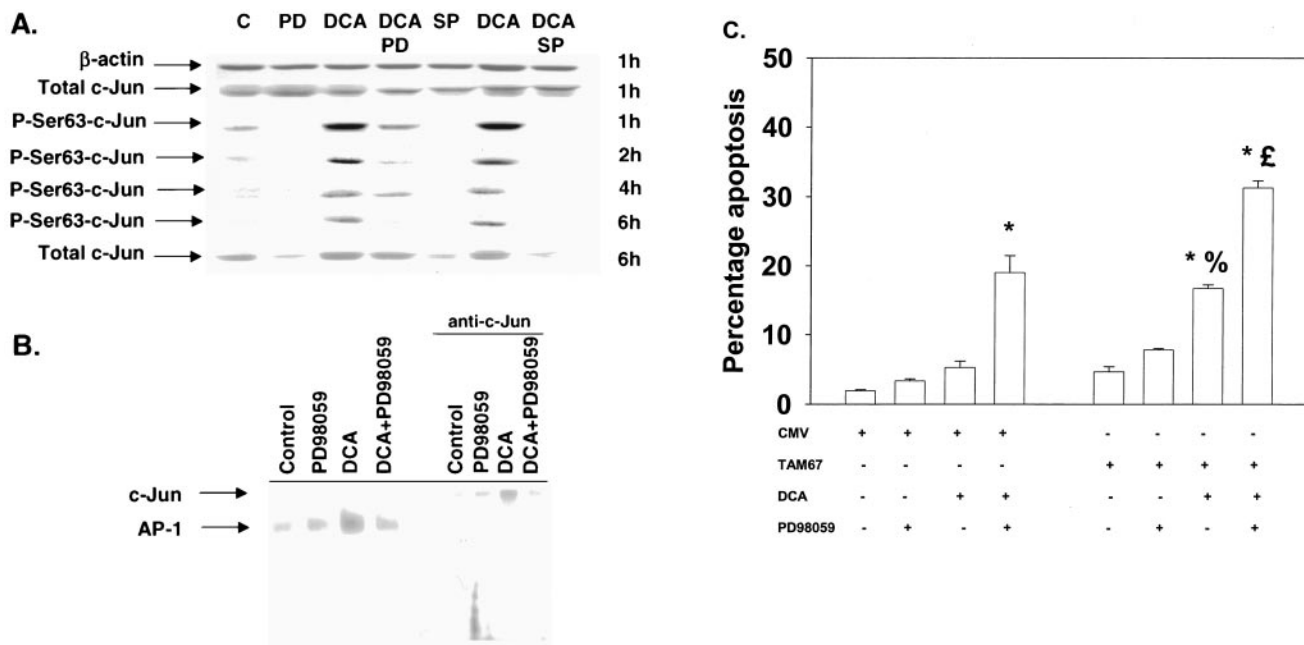 A.
C PD DCA DCA PD SP DCA DCA SP
β-actin 1h
Total c-Jun 1h
P-Ser63-c-Jun 1h
P-Ser63-c-Jun 2h
P-Ser63-c-Jun 4h
P-Ser63-c-Jun 6h
Total c-Jun 6h
B.
anti-c-Jun
Control PD98059 DCA DCA+PD98059 Control PD98059 DCA DCA+PD98059
c-Jun
AP-1
C.
Percentage apoptosis
50
40
30
20
10
0
*
* %
* £
CMV + + + + - - - -
TAM67 - - - - + + + +
DCA - - + + - - + +
PD98059 - + - + - + - +